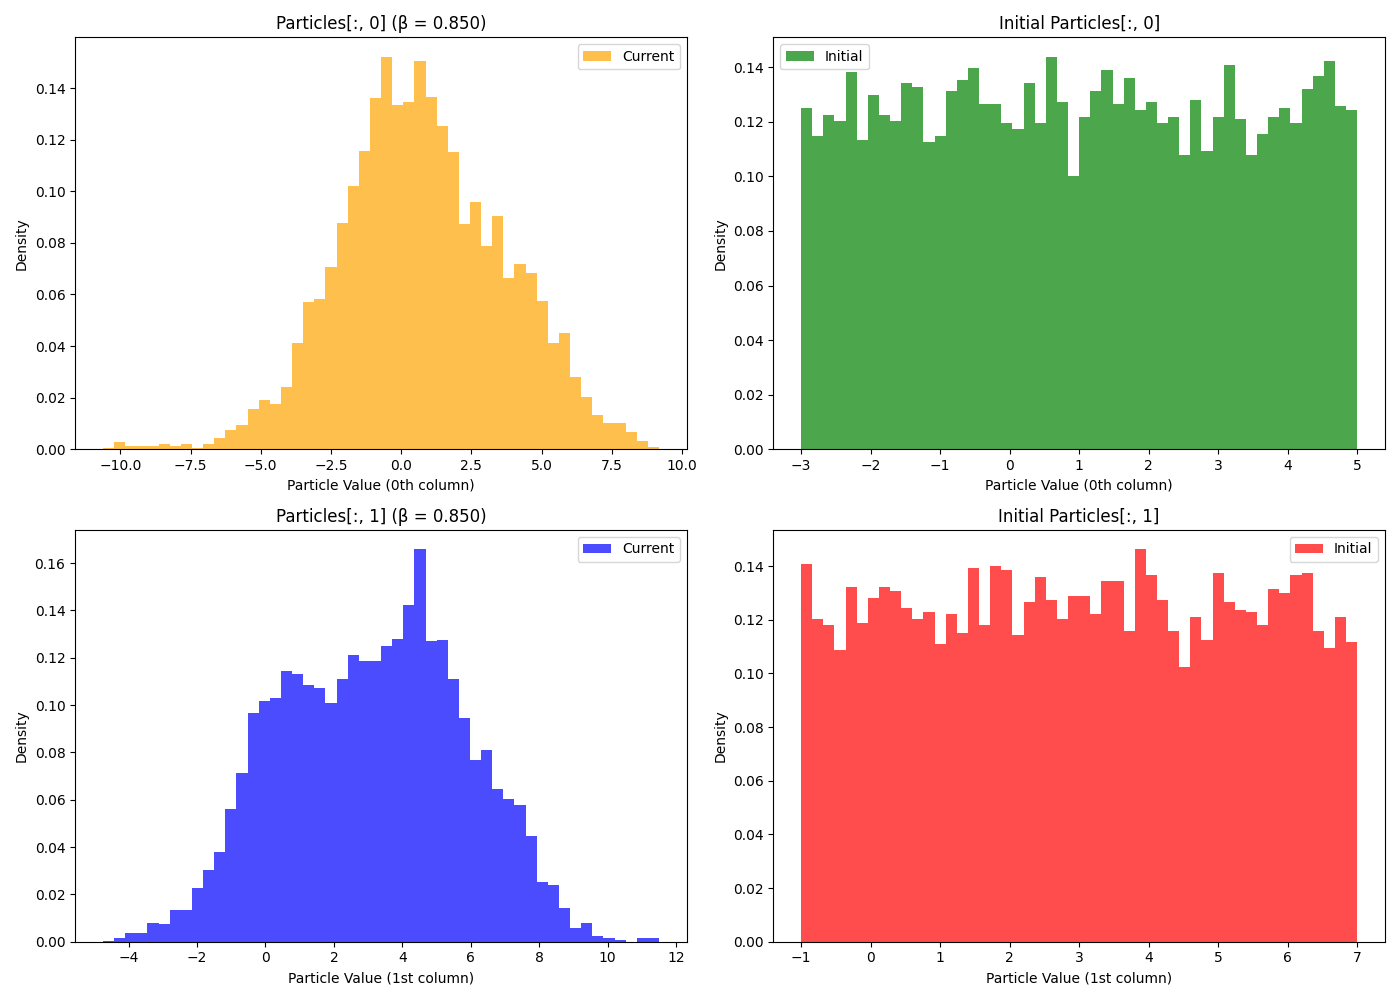 Particles[:, 0] (β = 0.850)
Current
0.14
0.12
0.10
0.08
0.06
0.04
0.02
0.00
Density
−10.0 −7.5 −5.0 −2.5 0.0 2.5 5.0 7.5 10.0
Particle Value (0th column)
Initial Particles[:, 0]
Initial
0.14
0.12
0.10
0.08
0.06
0.04
0.02
0.00
Density
−3 −2 −1 0 1 2 3 4 5
Particle Value (0th column)
Particles[:, 1] (β = 0.850)
Current
0.16
0.14
0.12
0.10
0.08
0.06
0.04
0.02
0.00
Density
−4 −2 0 2 4 6 8 10 12
Particle Value (1st column)
Initial Particles[:, 1]
Initial
0.14
0.12
0.10
0.08
0.06
0.04
0.02
0.00
Density
−1 0 1 2 3 4 5 6 7
Particle Value (1st column)